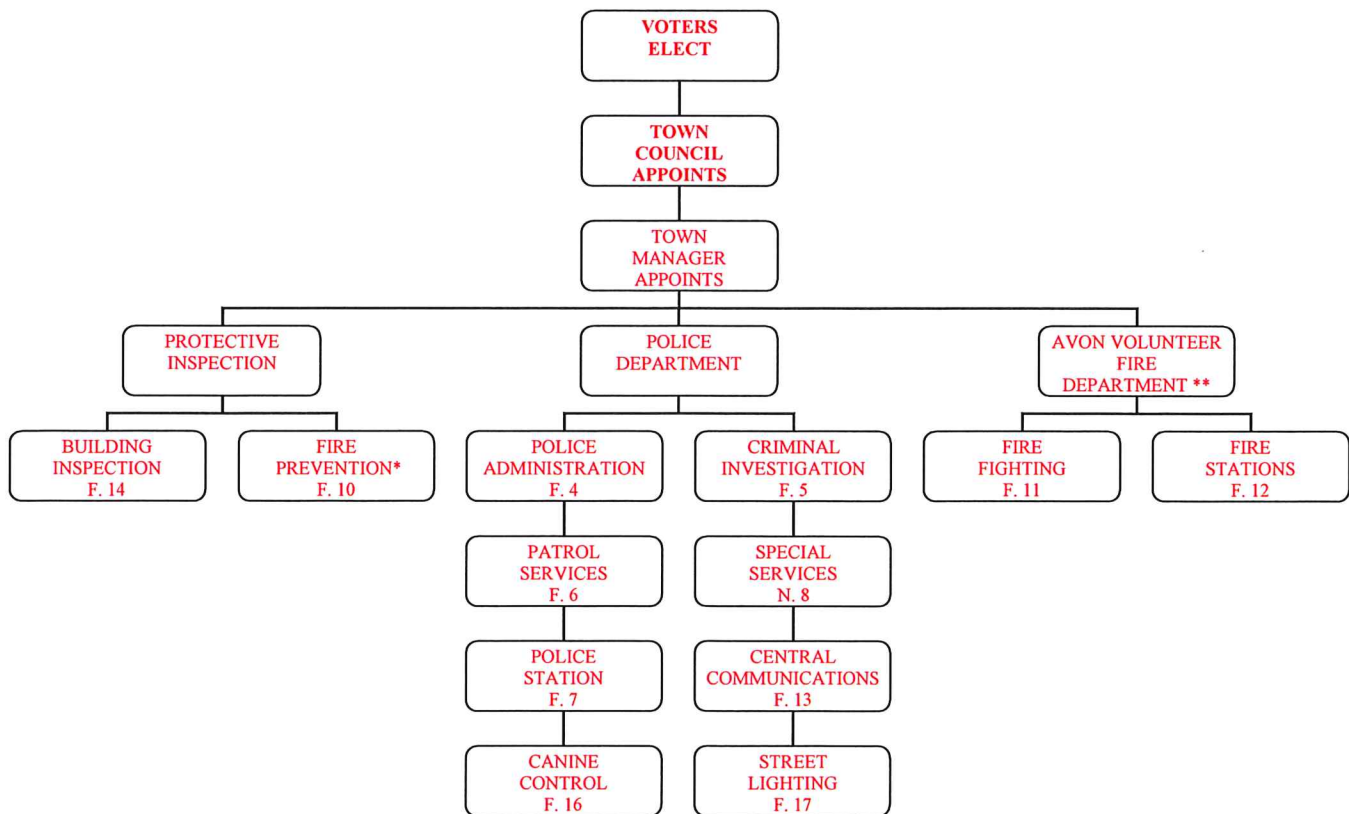 VOTERS
ELECT
TOWN
COUNCIL
APPOINTS
TOWN
MANAGER
APPOINTS
PROTECTIVE
INSPECTION
POLICE
DEPARTMENT
AVON VOLUNTEER
FIRE
DEPARTMENT **
BUILDING
INSPECTION
F. 14
FIRE
PREVENTION*
F. 10
POLICE
ADMINISTRATION
F. 4
CRIMINAL
INVESTIGATION
F. 5
FIRE
FIGHTING
F. 11
FIRE
STATIONS
F. 12
PATROL
SERVICES
F. 6
SPECIAL
SERVICES
N. 8
POLICE
STATION
F. 7
CENTRAL
COMMUNICATIONS
F. 13
CANINE
CONTROL
F. 16
STREET
LIGHTING
F. 17